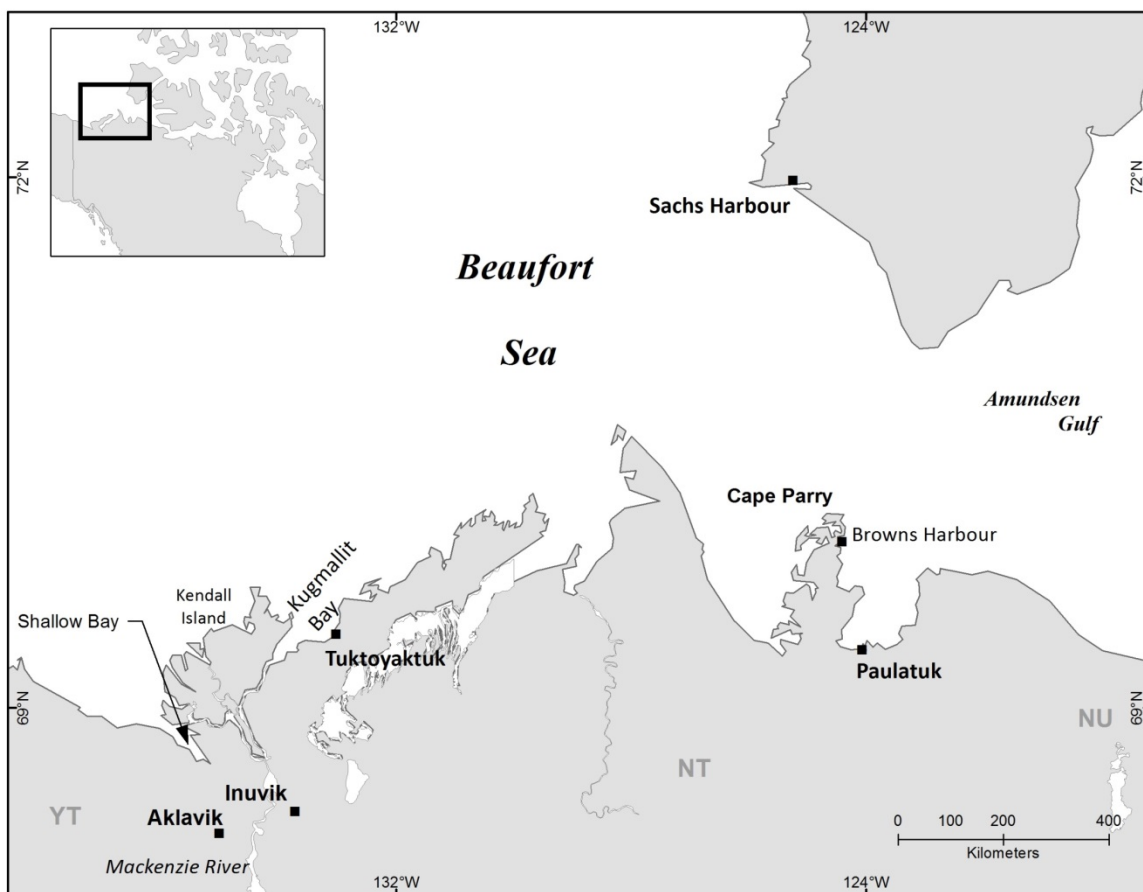 132°W
124°W
72°N
72°N
Sachs Harbour
Beaufort
Sea
Amundsen
Gulf
Cape Parry
Browns Harbour
Kugmallit
Bay
Kendall
Island
Shallow Bay
Tuktoyaktuk
Paulatuk
69°N
69°N
NU
NT
YT
Inuvik
Aklavik
Mackenzie River
0 100 200 300 400
Kilometers
132°W
124°W